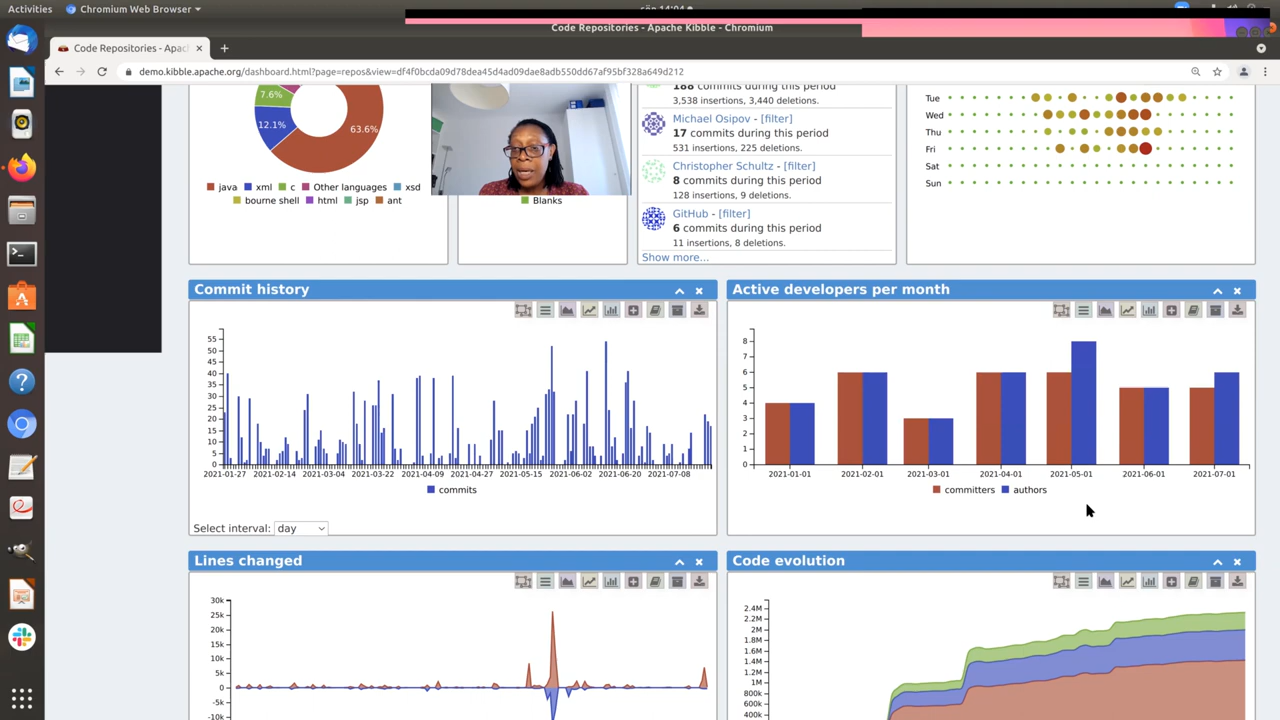 Activities
Chromium Web Browser
Code Repositories - Apache Kibble - Chromium
Code Repositories - Apac
demo.kibble.apache.org/dashboard.html?page=repos&view=df4f0bcda09d78dea45d4ad09dae8adb550dd67af95bf328a649d212
7.6%
12.1%
63.6%
java xml c Other languages xsd
bourne shell html jsp ant
Blanks
188 commits during this period
3,538 insertions, 3,440 deletions.
Michael Osipov - [filter]
17 commits during this period
531 insertions, 225 deletions.
Christopher Schultz - [filter]
8 commits during this period
128 insertions, 9 deletions.
GitHub - [filter]
6 commits during this period
11 insertions, 8 deletions.
Show more...
Tue
Wed
Thu
Fri
Sat
Sun
Commit history
55
50
45
40
35
30
25
20
15
10
5
0
2021-01-27 2021-02-14 2021-03-04 2021-03-22 2021-04-09 2021-04-27 2021-05-15 2021-06-02 2021-06-20 2021-07-08
commits
Select interval: day
Active developers per month
8
7
6
5
4
3
2
1
0
2021-01-01 2021-02-01 2021-03-01 2021-04-01 2021-05-01 2021-06-01 2021-07-01
committers authors
Lines changed
30k
25k
20k
15k
10k
5k
0
-5k
-10k
Code evolution
2.4M
2.2M
2M
1.8M
1.6M
1.4M
1.2M
1M
800k
600k
400k